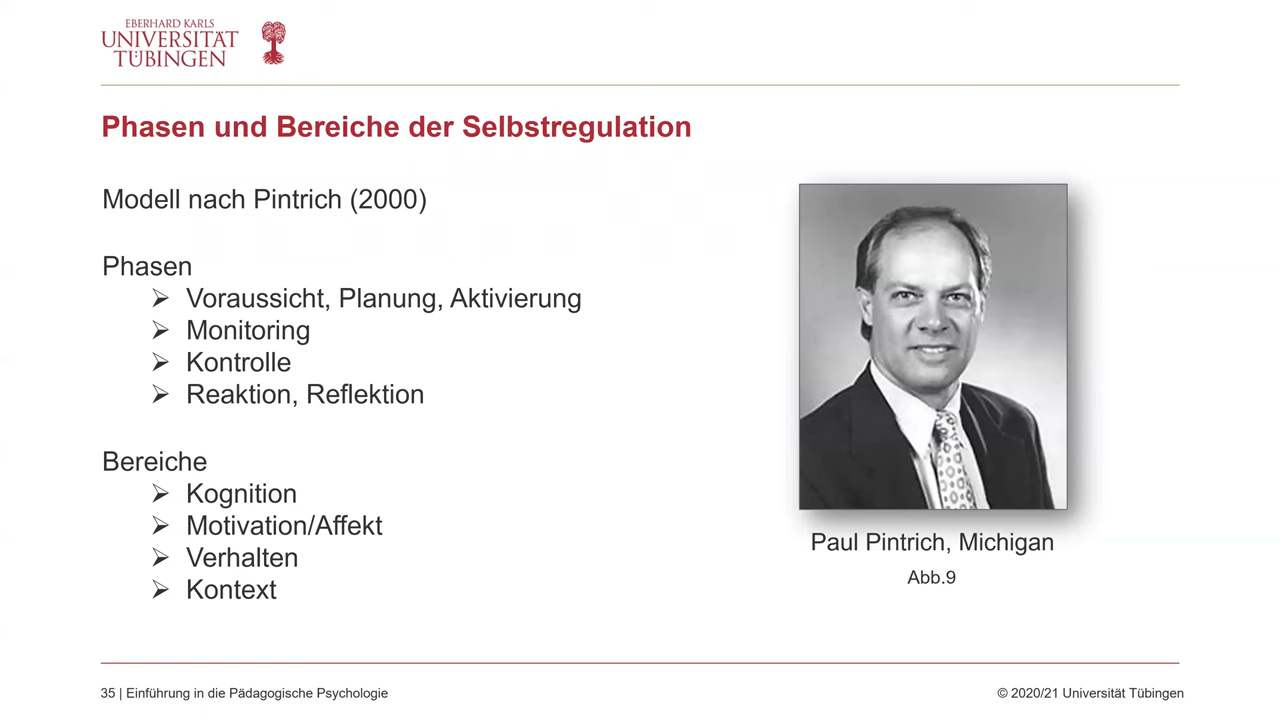 EBERHARD KARLS
UNIVERSITÄT
TÜBINGEN
Phasen und Bereiche der Selbstregulation
Modell nach Pintrich (2000)
Phasen
➢ Voraussicht, Planung, Aktivierung
➢ Monitoring
➢ Kontrolle
➢ Reaktion, Reflektion
Bereiche
➢ Kognition
➢ Motivation/Affekt
➢ Verhalten
➢ Kontext
Paul Pintrich, Michigan
Abb.9
35 | Einführung in die Pädagogische Psychologie
© 2020/21 Universität Tübingen